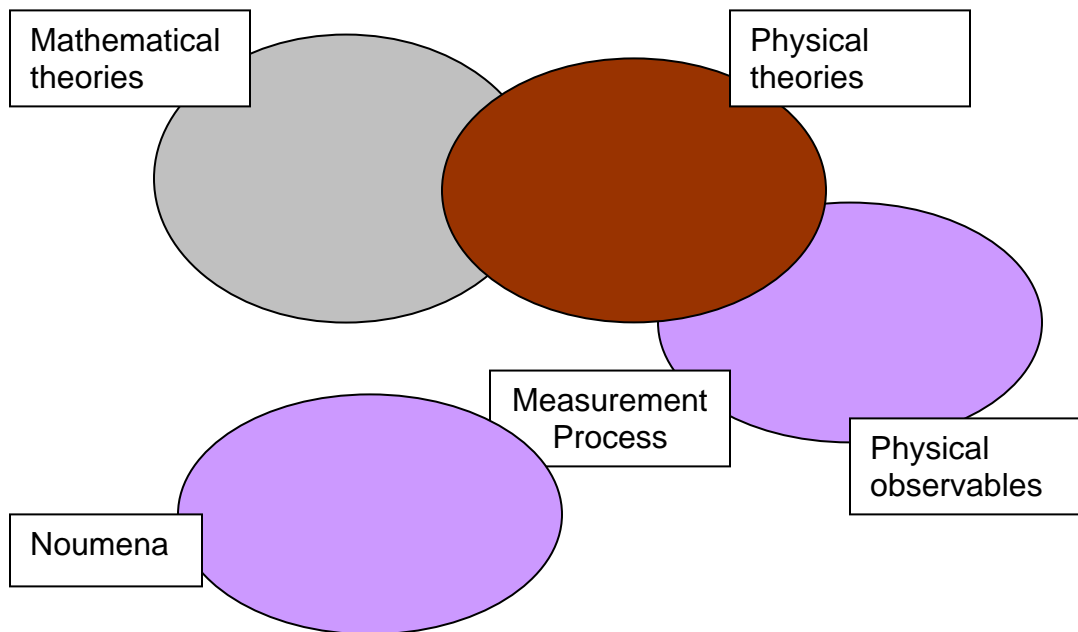 Mathematical
theories
Physical
theories
Measurement
Process
Physical
observables
Noumena